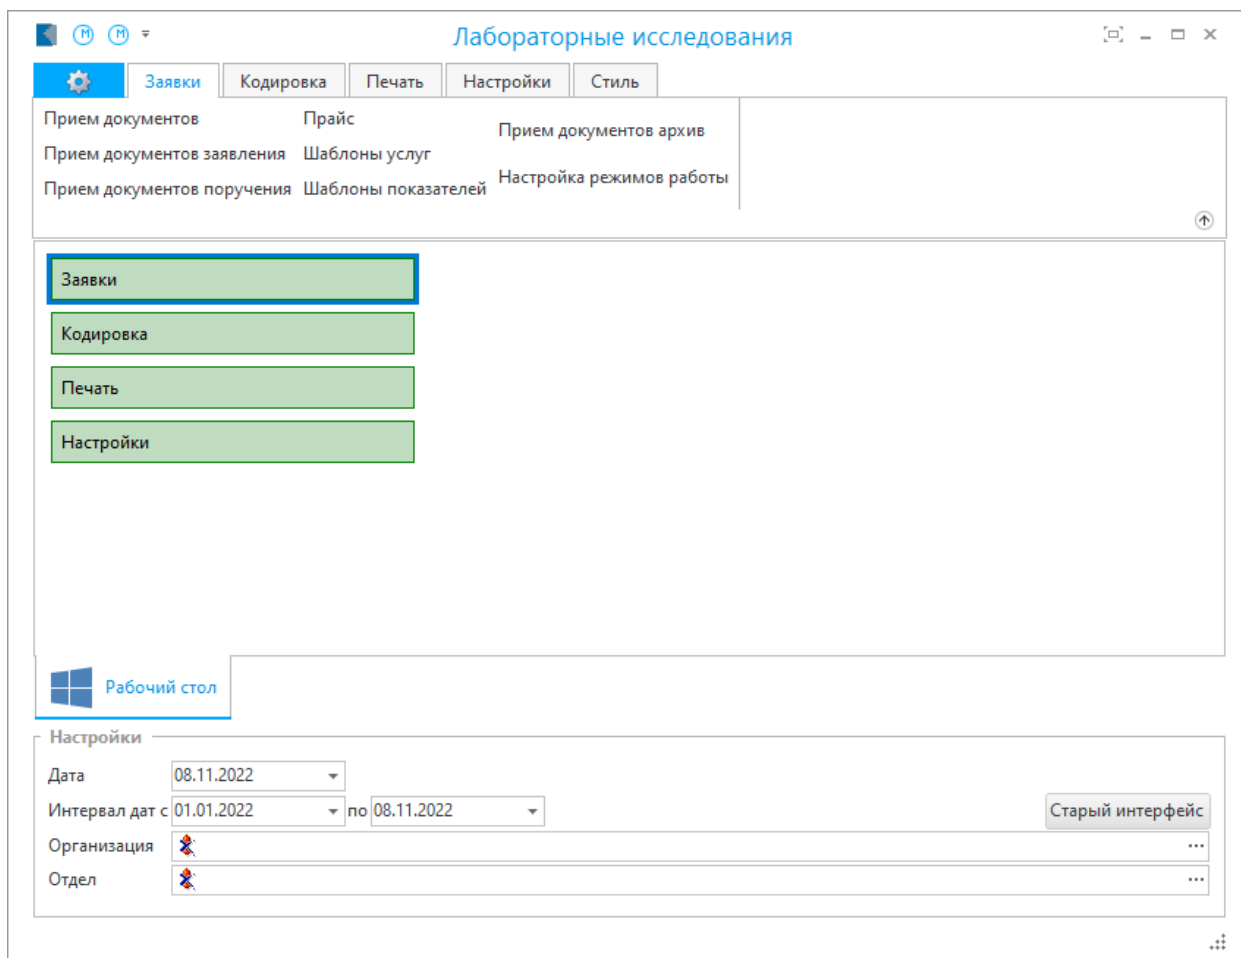 Лабораторные исследования
Заявки Кодировка Печать Настройки Стиль
Прием документов Прайс
Прием документов архив
Прием документов заявления Шаблоны услуг
Настройка режимов работы
Прием документов поручения Шаблоны показателей
Заявки
Кодировка
Печать
Настройки
Рабочий стол
Настройки
Дата 08.11.2022
Интервал дат с 01.01.2022 по 08.11.2022 Старый интерфейс
Организация ...
Отдел ...